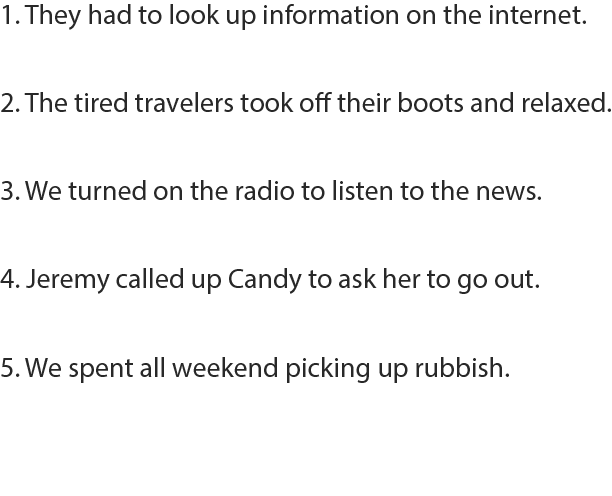 1. They had to look up information on the internet.
2. The tired travelers took off their boots and relaxed.
3. We turned on the radio to listen to the news.
4. Jeremy called up Candy to ask her to go out.
5. We spent all weekend picking up rubbish.